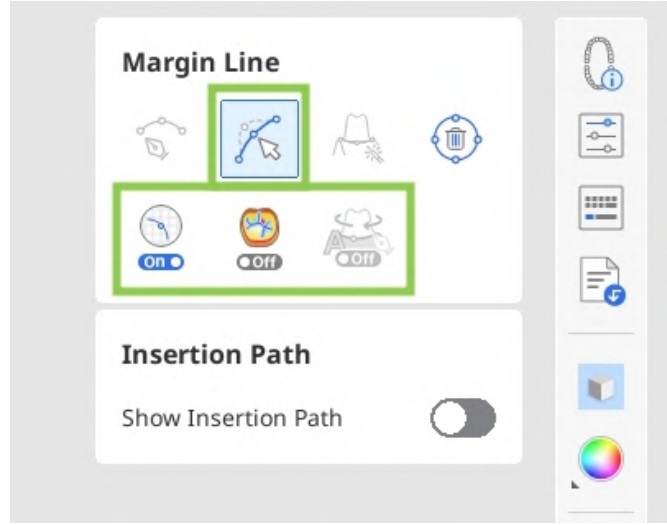 Margin Line
On
Off
A
Off
Insertion Path
Show Insertion Path